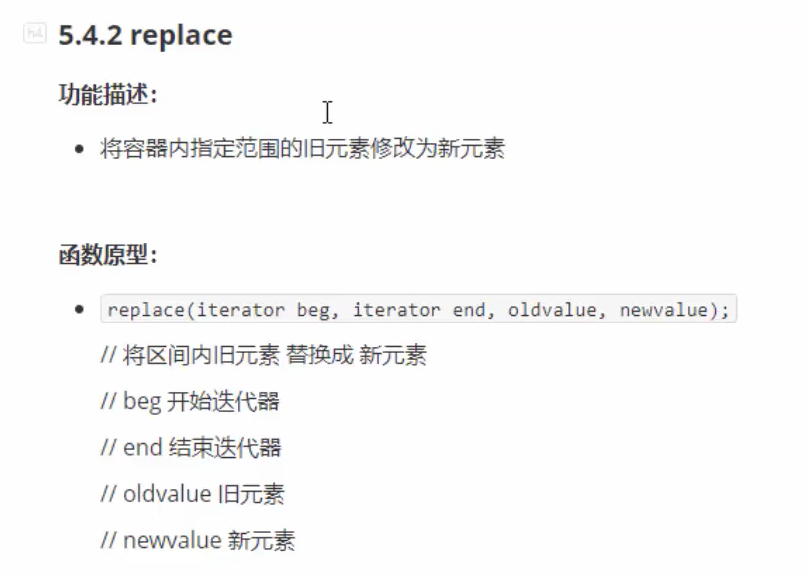 h4
5.4.2 replace
功能描述：
将容器内指定范围的旧元素修改为新元素
函数原型：
replace(iterator beg, iterator end, oldvalue, newvalue);
// 将区间内旧元素 替换成 新元素
// beg 开始迭代器
// end 结束迭代器
// oldvalue 旧元素
// newvalue 新元素